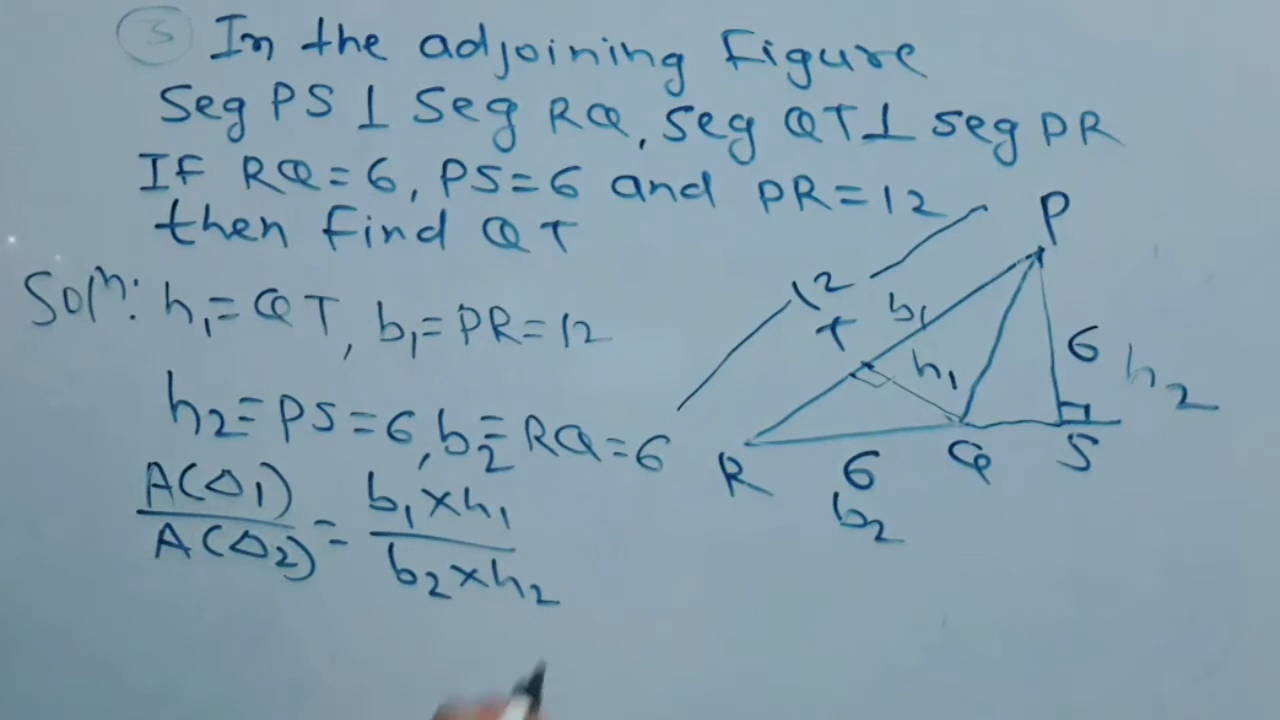 3 In the adjoining Figure
Seg PS ⊥ Seg RQ, seg QT ⊥ seg PR
IF RQ=6, PS=6 and PR=12
then find QT
Solⁿ: h₁=QT, b₁=PR=12
h₂=PS=6, b₂=RQ=6
A(△1)/A(△2) = b₁×h₁/b₂×h₂
P
12
b₁
T
h₁
6 h₂
R 6 Q S
b₂